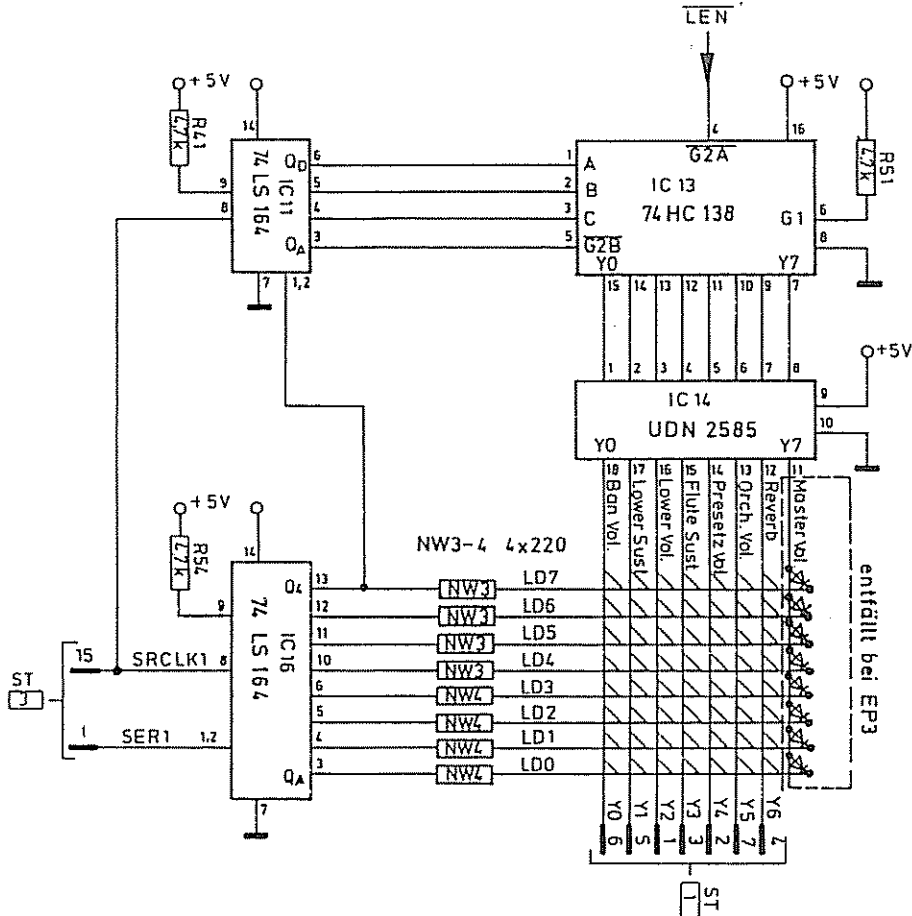 LEN
+5V
+5V
R41
4,7k
14
74 LS 164
IC11
QD
QA
9
8
6
5
4
3
7
1,2
4
16
G2A
IC 13
74 HC 138
1
2
3
5
A
B
C
G2B
G1
6
8
R51
4,7k
Y0
Y7
15
14
13
12
11
10
9
7
1
2
3
4
5
6
7
8
+5V
IC 14
UDN 2585
Y0
Y7
9
10
18
17
16
15
14
13
12
11
Ban Vol.
Lower Sust
Lower Vol.
Flute Sust
Presetz Vol.
Orch. Vol.
Reverb
Master Vol
entfällt bei EP3
+5V
R54
4,7k
14
NW3-4 4x220
74 LS 164
IC16
9
8
1,2
7
QA
13 NW3 LD7
12 NW3 LD6
11 NW3 LD5
10 NW3 LD4
6 NW4 LD3
5 NW4 LD2
4 NW4 LD1
3 NW4 LD0
ST
3
15 SRCLK1
1 SER1
Y0
Y1
Y2
Y3
Y4
Y5
Y6
6
5
1
3
2
7
ST
1